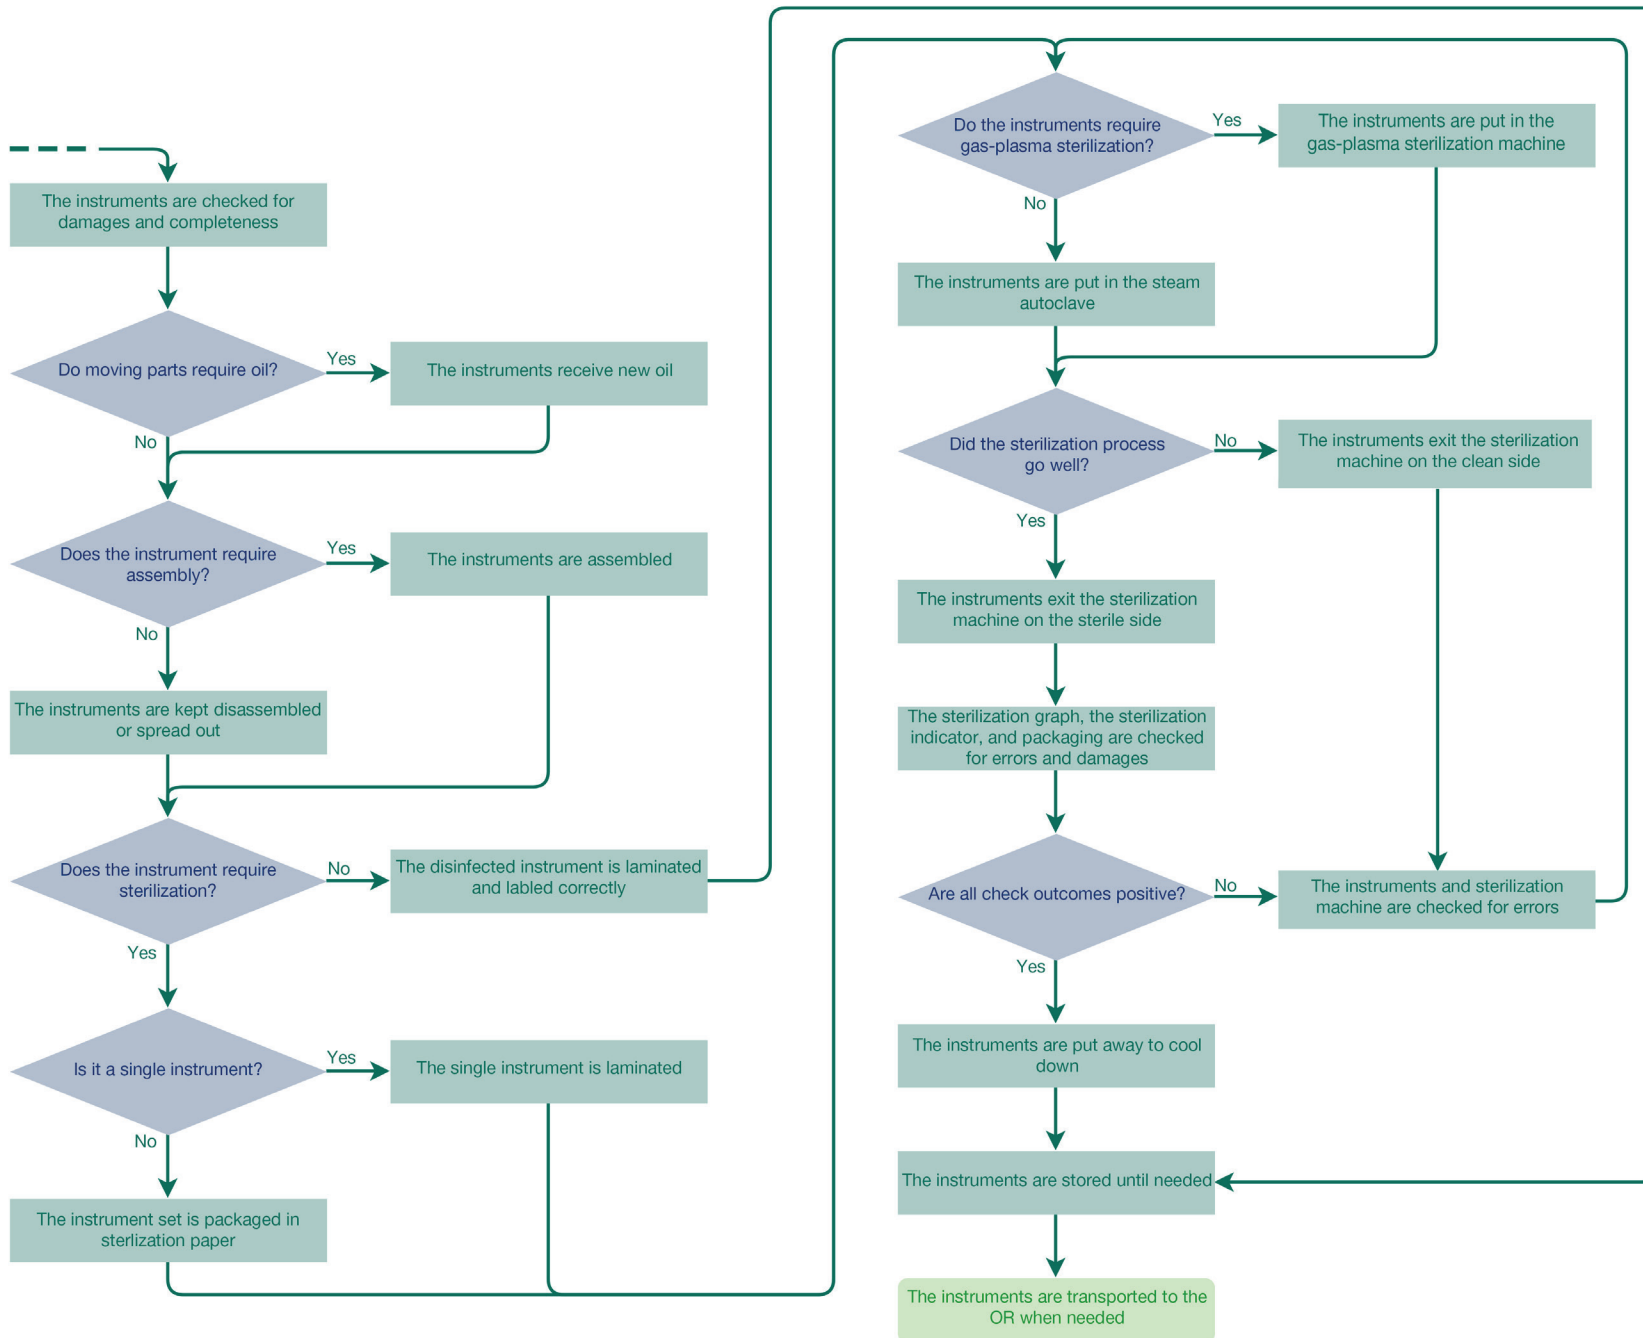 The instruments are checked for
damages and completeness
Do moving parts require oil?
Yes
The instruments receive new oil
No
Does the instrument require
assembly?
Yes
The instruments are assembled
No
The instruments are kept disassembled
or spread out
Does the instrument require
sterilization?
No
The disinfected instrument is laminated
and labled correctly
Yes
Is it a single instrument?
Yes
The single instrument is laminated
No
The instrument set is packaged in
sterlization paper
Do the instruments require
gas-plasma sterilization?
Yes
The instruments are put in the
gas-plasma sterilization machine
No
The instruments are put in the steam
autoclave
Did the sterilization process
go well?
No
The instruments exit the sterilization
machine on the clean side
Yes
The instruments exit the sterilization
machine on the sterile side
The sterilization graph, the sterilization
indicator, and packaging are checked
for errors and damages
Are all check outcomes positive?
No
The instruments and sterilization
machine are checked for errors
Yes
The instruments are put away to cool
down
The instruments are stored until needed
The instruments are transported to the
OR when needed